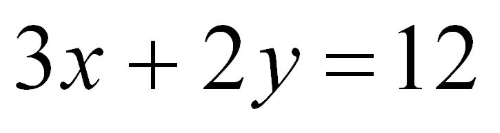 3x + 2y = 12